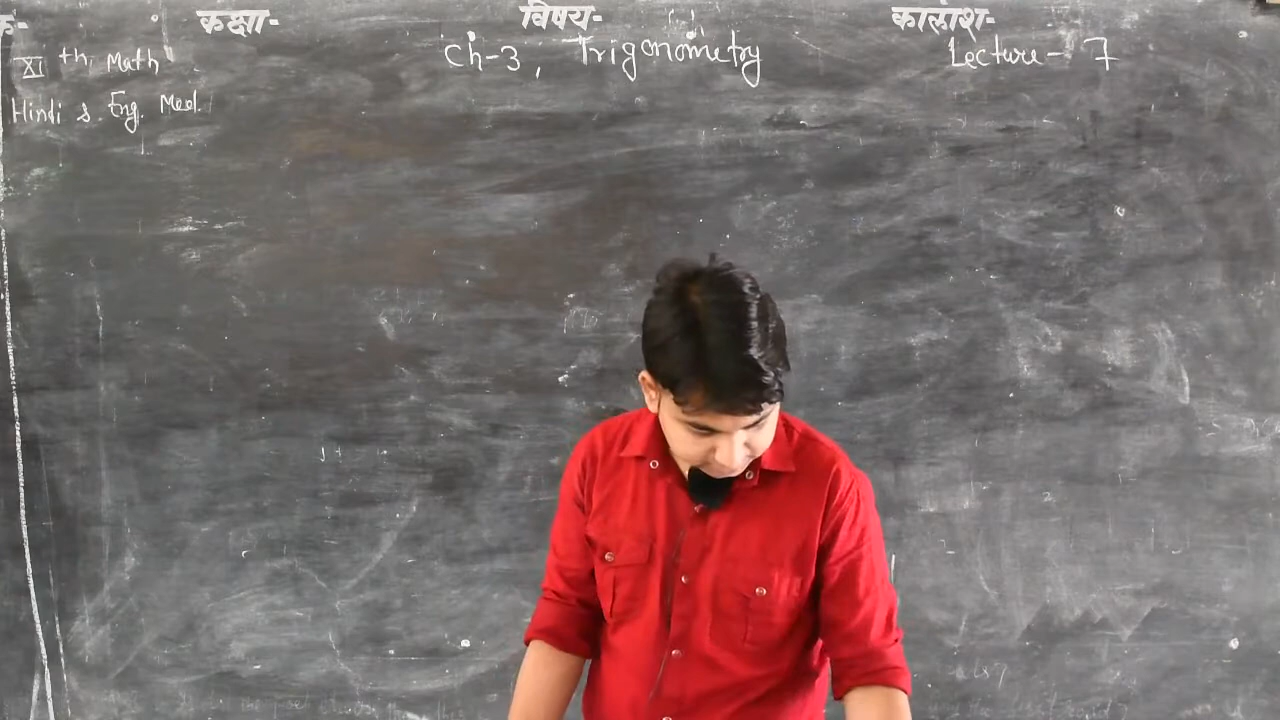 क- कक्षा- विषय- कालांश-
XI th, Math Ch-3, Trigonometry Lecture- 7
Hindi & Eng. Med.